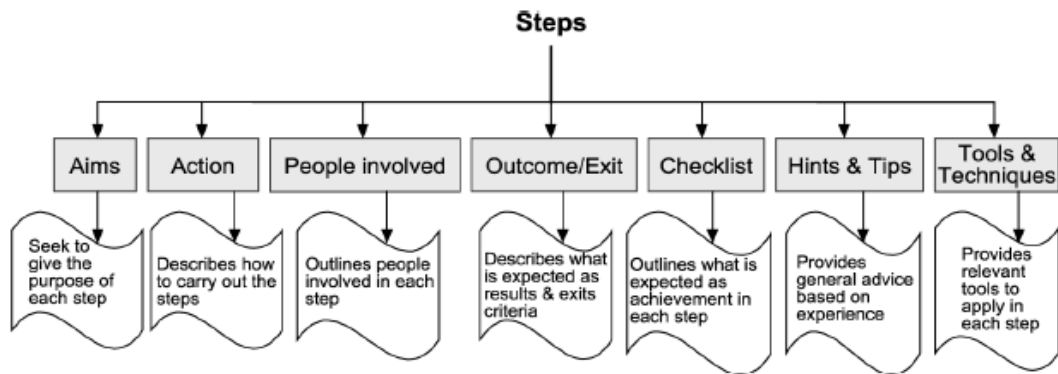 Steps
Aims
Action
People involved
Outcome/Exit
Checklist
Hints & Tips
Tools &
Techniques
Seek to
give the
purpose of
each step
Describes how
to carry out the
steps
Outlines people
involved in each
step
Describes what
is expected as
results & exits
criteria
Outlines what is
expected as
achievement in
each step
Provides
general advice
based on
experience
Provides
relevant
tools to
apply in
each step